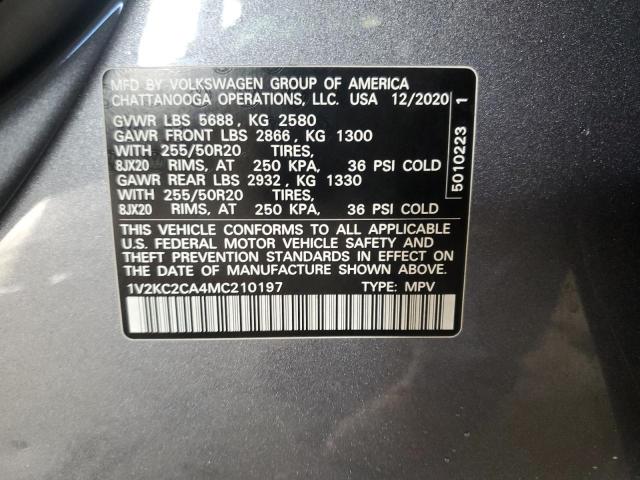 MFD BY VOLKSWAGEN GROUP OF AMERICA
CHATTANOOGA OPERATIONS, LLC. USA 12/2020
GVWR LBS 5688 , KG 2580
GAWR FRONT LBS 2866 , KG 1300
WITH 255/50R20 TIRES,
8JX20 RIMS, AT 250 KPA, 36 PSI COLD
GAWR REAR LBS 2932 , KG 1330
WITH 255/50R20 TIRES,
8JX20 RIMS, AT 250 KPA, 36 PSI COLD
THIS VEHICLE CONFORMS TO ALL APPLICABLE
U.S. FEDERAL MOTOR VEHICLE SAFETY AND
THEFT PREVENTION STANDARDS IN EFFECT ON
THE DATE OF MANUFACTURE SHOWN ABOVE.
1V2KC2CA4MC210197 TYPE: MPV
5010223 1